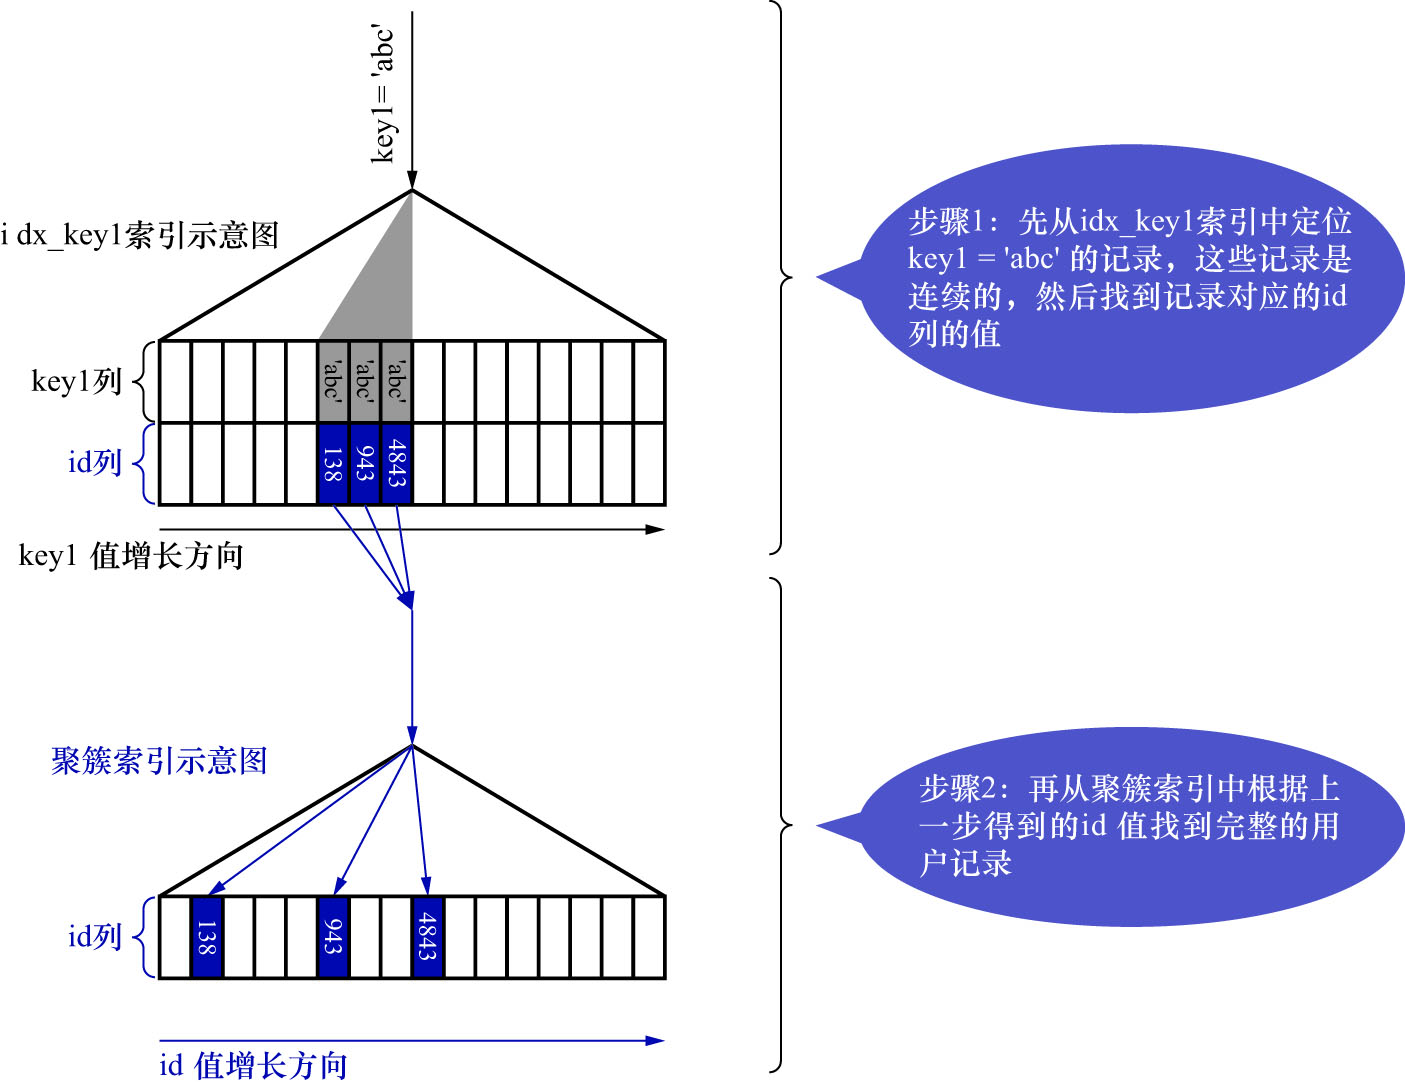 key1= 'abc'
i dx_key1索引示意图
步骤1：先从idx_key1索引中定位
key1 = 'abc' 的记录，这些记录是
连续的，然后找到记录对应的id
列的值
key1列
'abc'
'abc'
'abc'
id列
138
943
4843
key1 值增长方向
聚簇索引示意图
步骤2：再从聚簇索引中根据上
一步得到的id 值找到完整的用
户记录
id列
138
943
4843
id 值增长方向